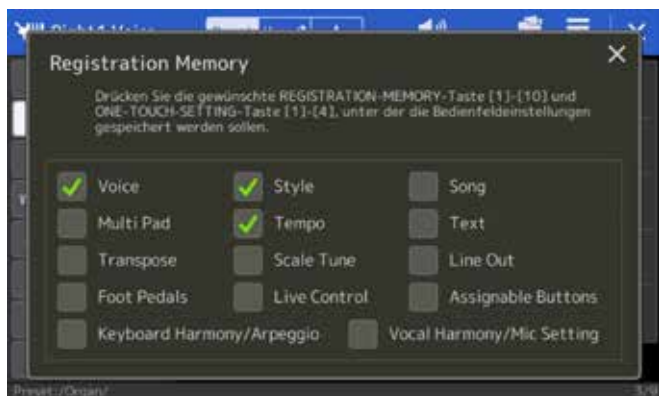 Registration Memory
Drücken Sie die gewünschte REGISTRATION-MEMORY-Taste [1]-[10] und
ONE-TOUCH-SETTING-Taste [1]-[4], unter der die Bedienfeldeinstellungen
gespeichert werden sollen.
Voice Style Song
Multi Pad Tempo Text
Transpose Scale Tune Line Out
Foot Pedals Live Control Assignable Buttons
Keyboard Harmony/Arpeggio Vocal Harmony/Mic Setting
Preset:/Organ/ 3/9